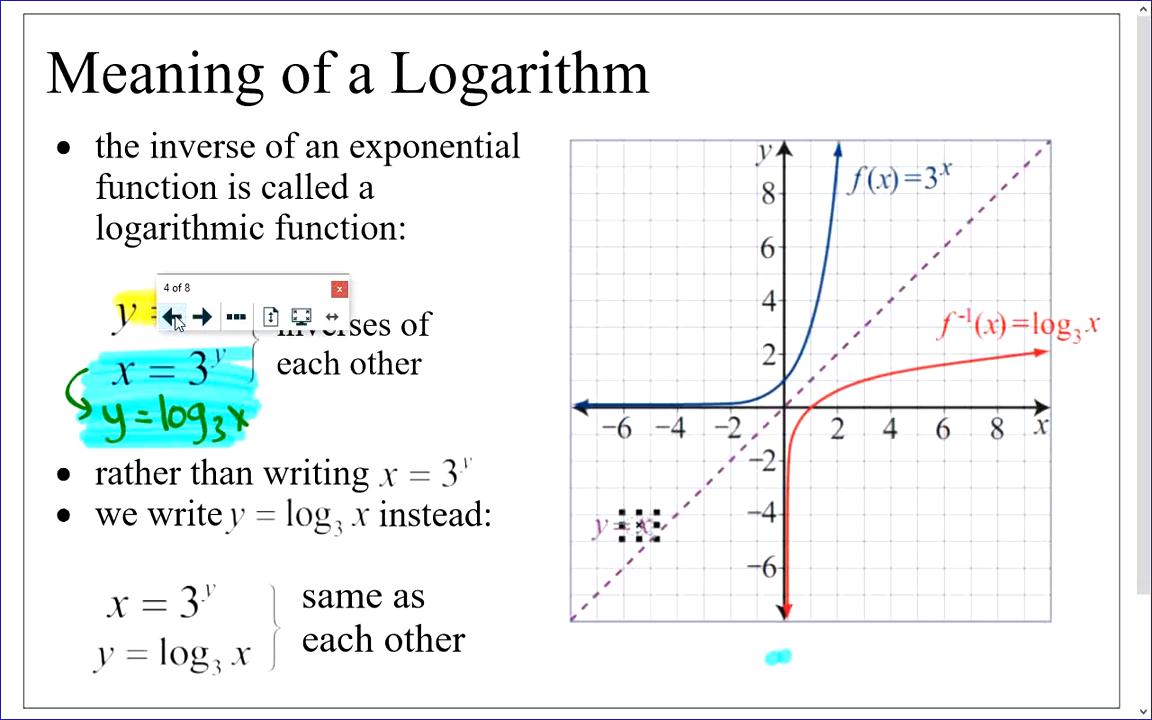 Meaning of a Logarithm
• the inverse of an exponential
function is called a
logarithmic function:
4 of 8
x
y =
inverses of
x = 3^y
each other
y = log₃ x
• rather than writing x = 3^y
• we write y = log₃ x instead:
x = 3^y
same as
y = log₃ x
each other
y
f(x)=3^x
8
6
4
f⁻¹(x)=log₃x
2
−6 −4 −2 2 4 6 8 x
−2
−4
y = x
−6